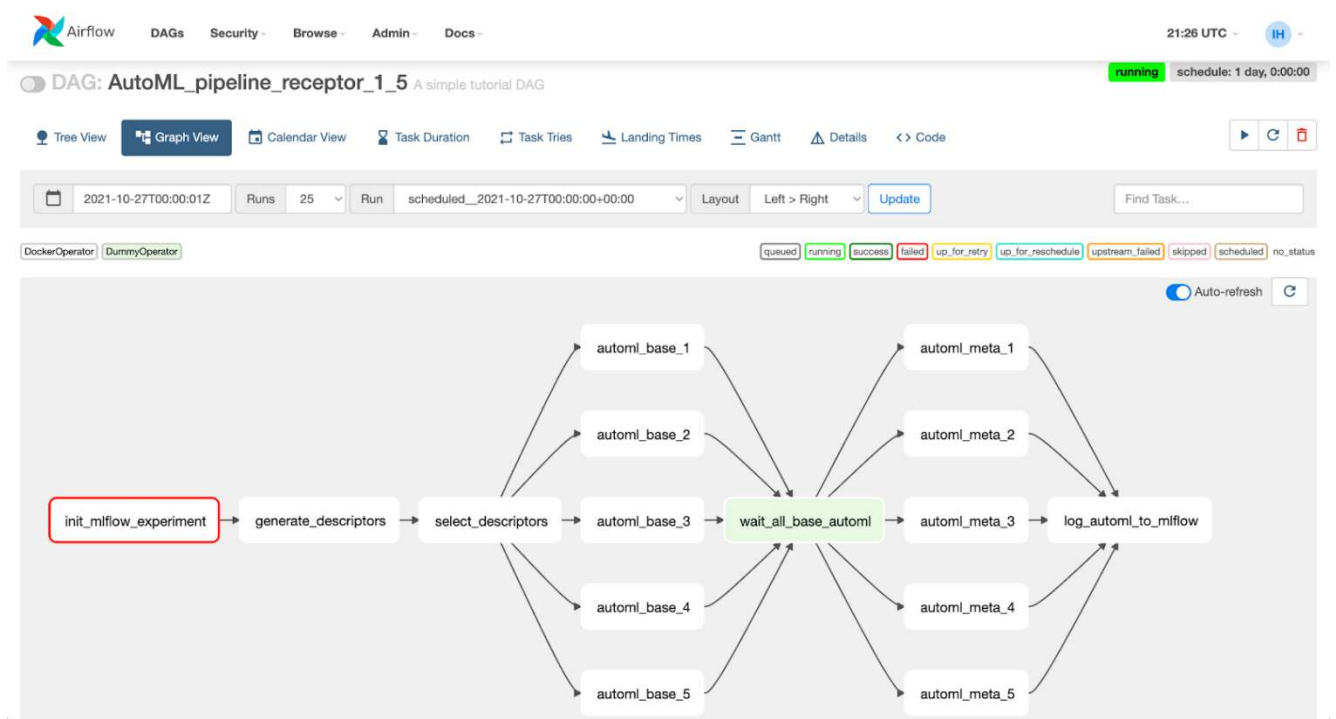 Airflow DAGs Security Browse Admin Docs 21:26 UTC IH
DAG: AutoML_pipeline_receptor_1_5 A simple tutorial DAG running schedule: 1 day, 0:00:00
Tree View Graph View Calendar View Task Duration Task Tries Landing Times Gantt Details <> Code
2021-10-27T00:00:01Z Runs 25 Run scheduled__2021-10-27T00:00:00+00:00 Layout Left > Right Update Find Task...
DockerOperator DummyOperator queued running success failed up_for_retry up_for_reschedule upstream_failed skipped scheduled no_status
Auto-refresh
automl_base_1 automl_meta_1
automl_base_2 automl_meta_2
init_mlflow_experiment generate_descriptors select_descriptors automl_base_3 wait_all_base_automl automl_meta_3 log_automl_to_mlflow
automl_base_4 automl_meta_4
automl_base_5 automl_meta_5